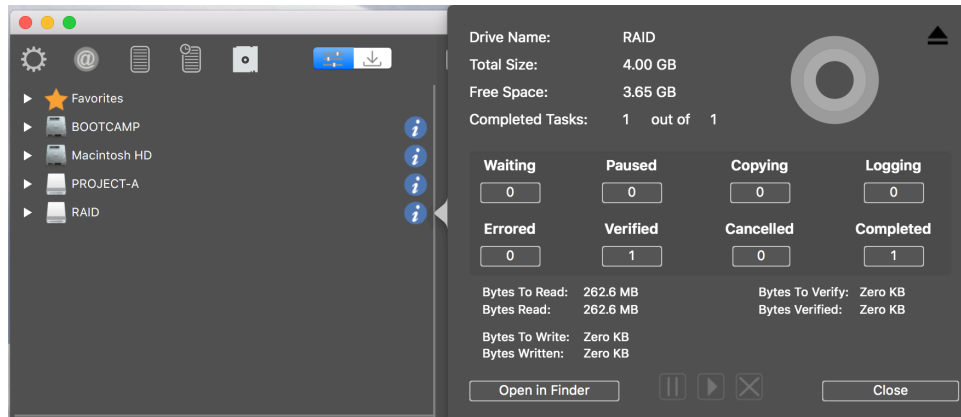 Favorites
BOOTCAMP
Macintosh HD
PROJECT-A
RAID
Drive Name: RAID
Total Size: 4.00 GB
Free Space: 3.65 GB
Completed Tasks: 1 out of 1
Waiting Paused Copying Logging
0 0 0 0
Errored Verified Cancelled Completed
0 1 0 1
Bytes To Read: 262.6 MB Bytes To Verify: Zero KB
Bytes Read: 262.6 MB Bytes Verified: Zero KB
Bytes To Write: Zero KB
Bytes Written: Zero KB
Open in Finder Close